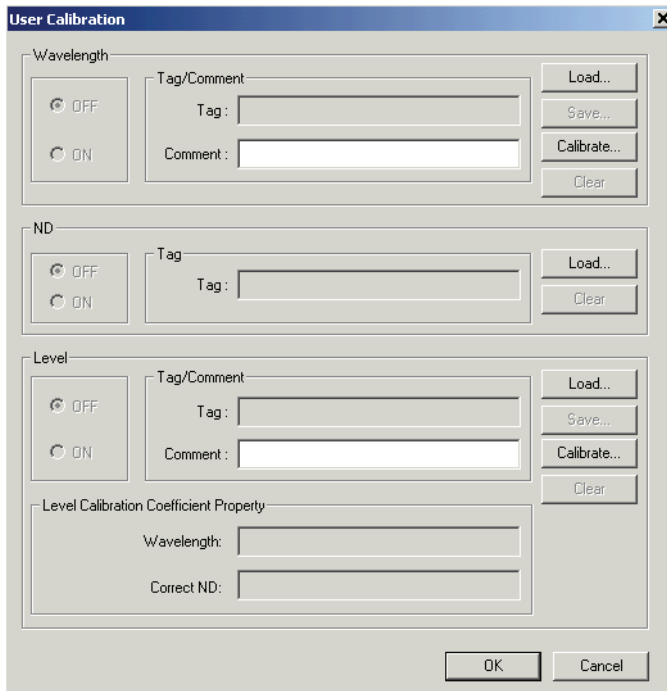 User Calibration
Wavelength
OFF
ON
Tag/Comment
Tag :
Comment :
Load...
Save...
Calibrate...
Clear
ND
OFF
ON
Tag
Tag :
Load...
Clear
Level
OFF
ON
Tag/Comment
Tag :
Comment :
Load...
Save...
Calibrate...
Clear
Level Calibration Coefficient Property
Wavelength:
Correct ND:
OK
Cancel